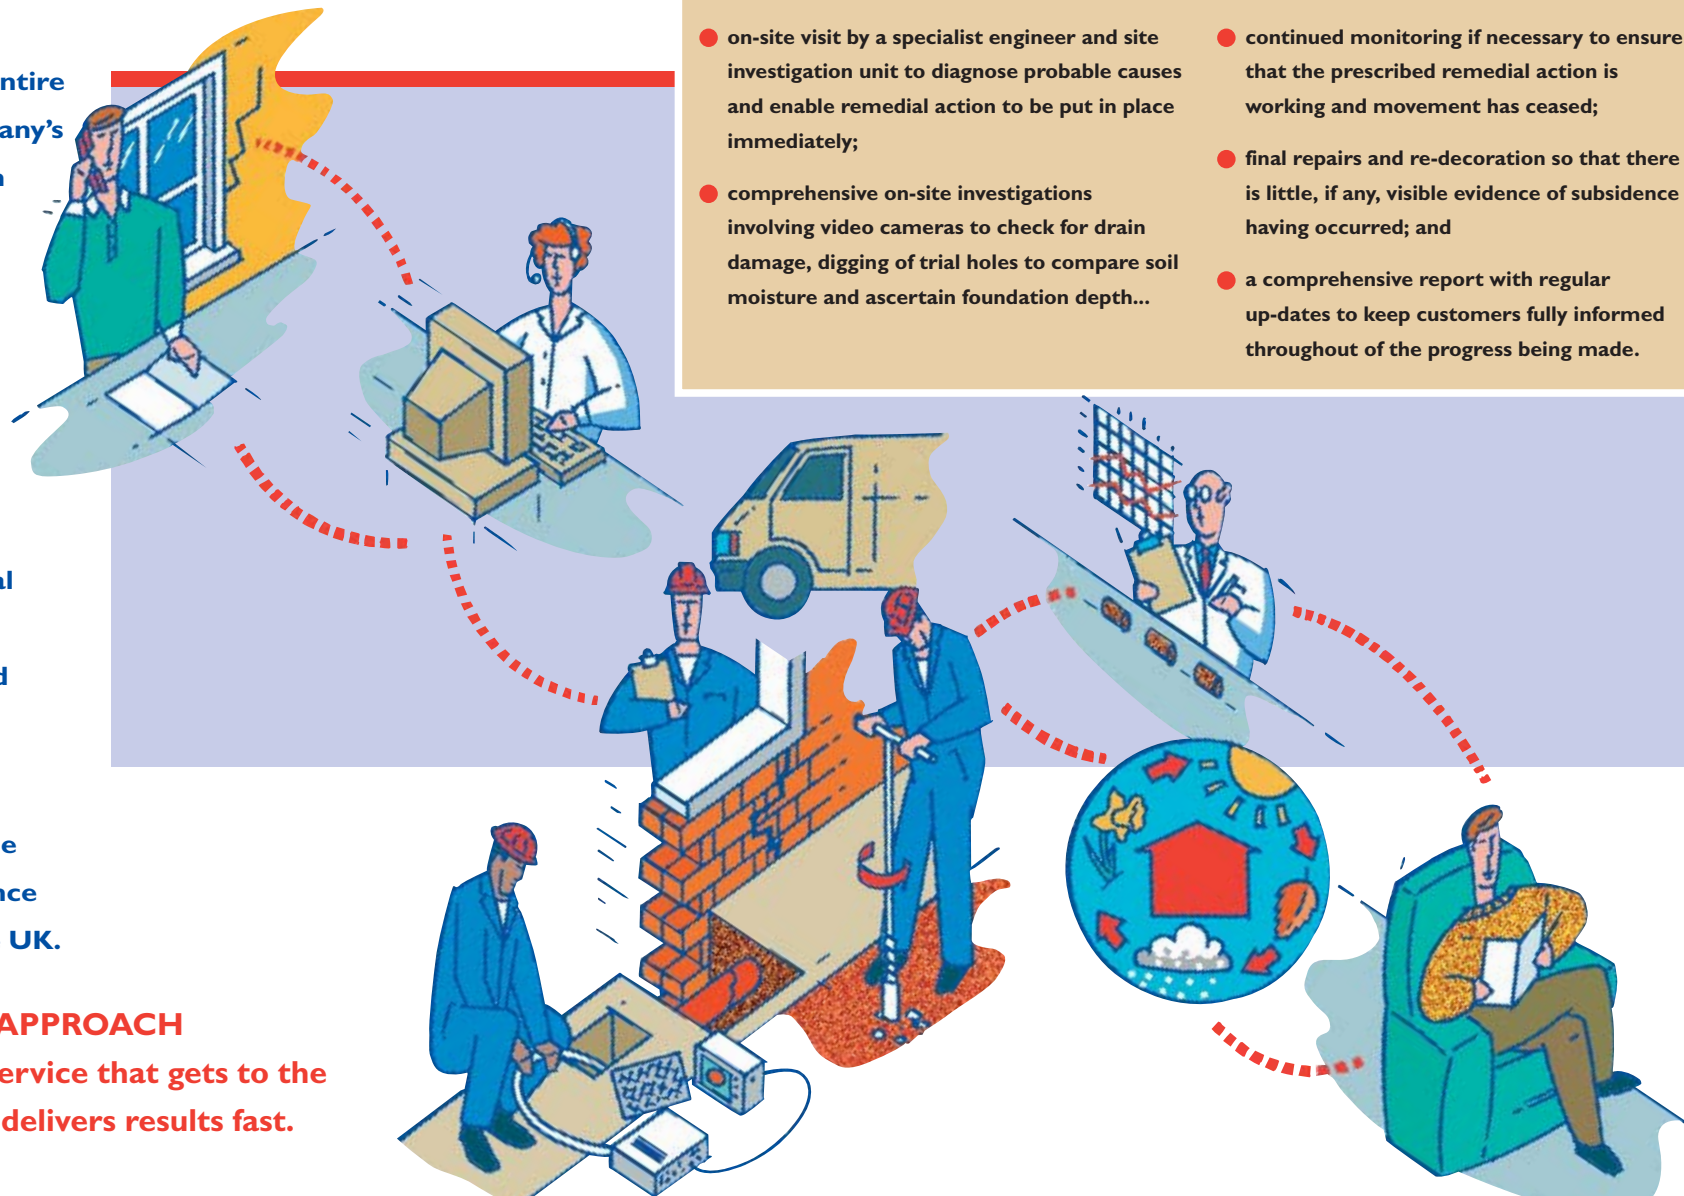 ntire
any's
al
d
e
nce
UK.
APPROACH
ervice that gets to the
delivers results fast.
on-site visit by a specialist engineer and site
investigation unit to diagnose probable causes
and enable remedial action to be put in place
immediately;
comprehensive on-site investigations
involving video cameras to check for drain
damage, digging of trial holes to compare soil
moisture and ascertain foundation depth...
continued monitoring if necessary to ensure
that the prescribed remedial action is
working and movement has ceased;
final repairs and re-decoration so that there
is little, if any, visible evidence of subsidence
having occurred; and
a comprehensive report with regular
up-dates to keep customers fully informed
throughout of the progress being made.